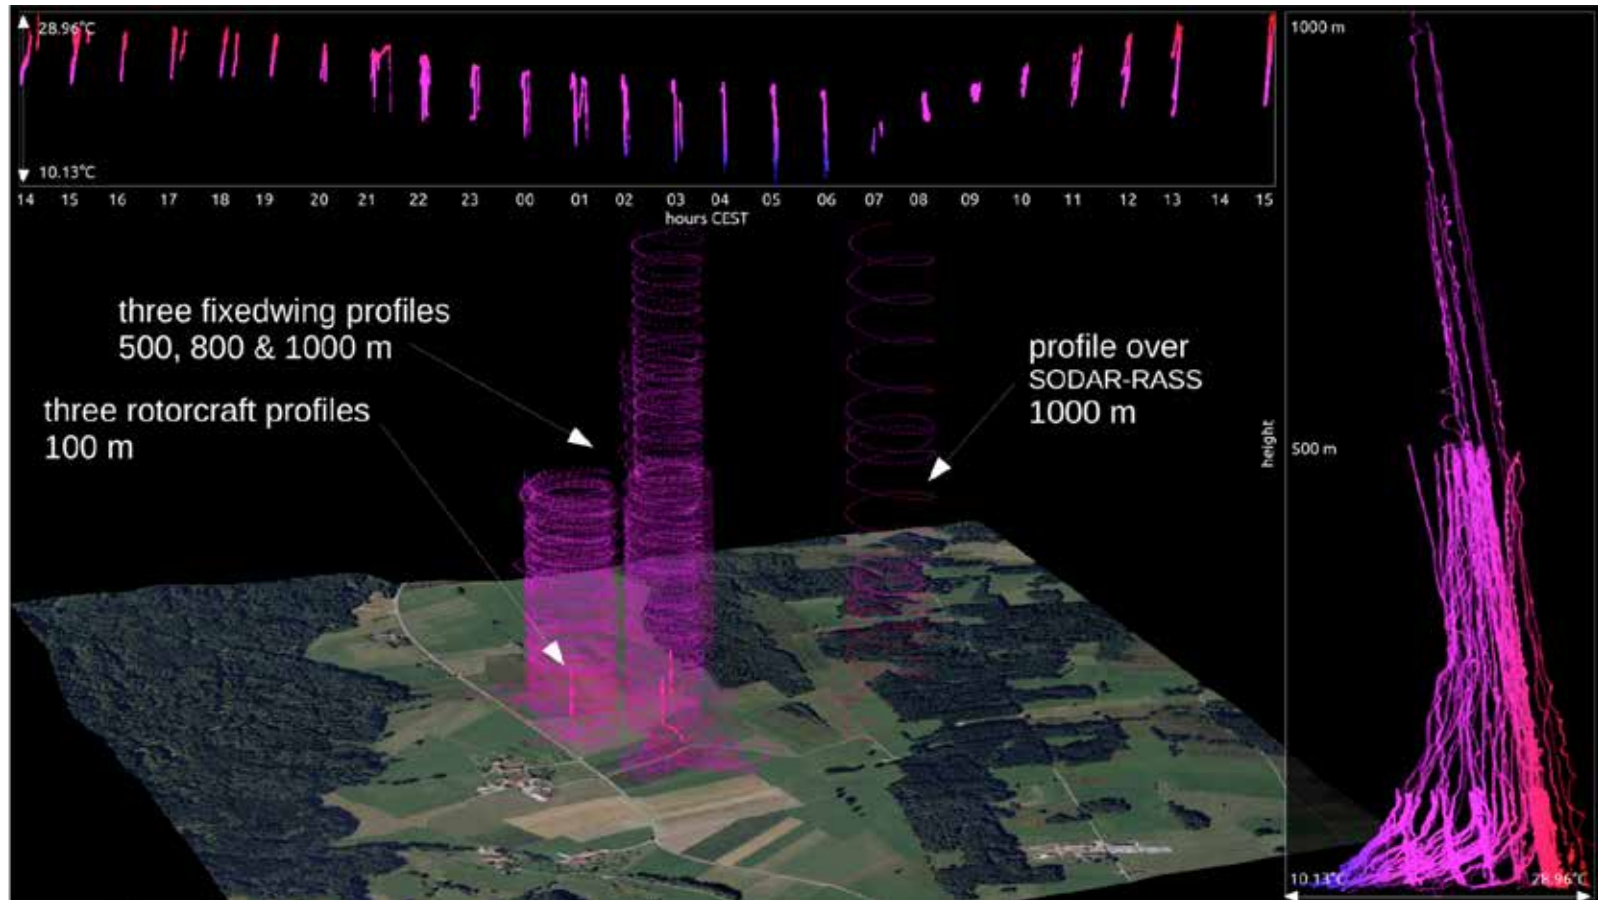 28.96°C
10.13°C
14 15 16 17 18 19 20 21 22 23 00 01 02 03 04 05 06 07 08 09 10 11 12 13 14 15
hours CEST
three fixedwing profiles
500, 800 & 1000 m
three rotorcraft profiles
100 m
profile over
SODAR-RASS
1000 m
1000 m
height
500 m
10.13°C 28.96°C